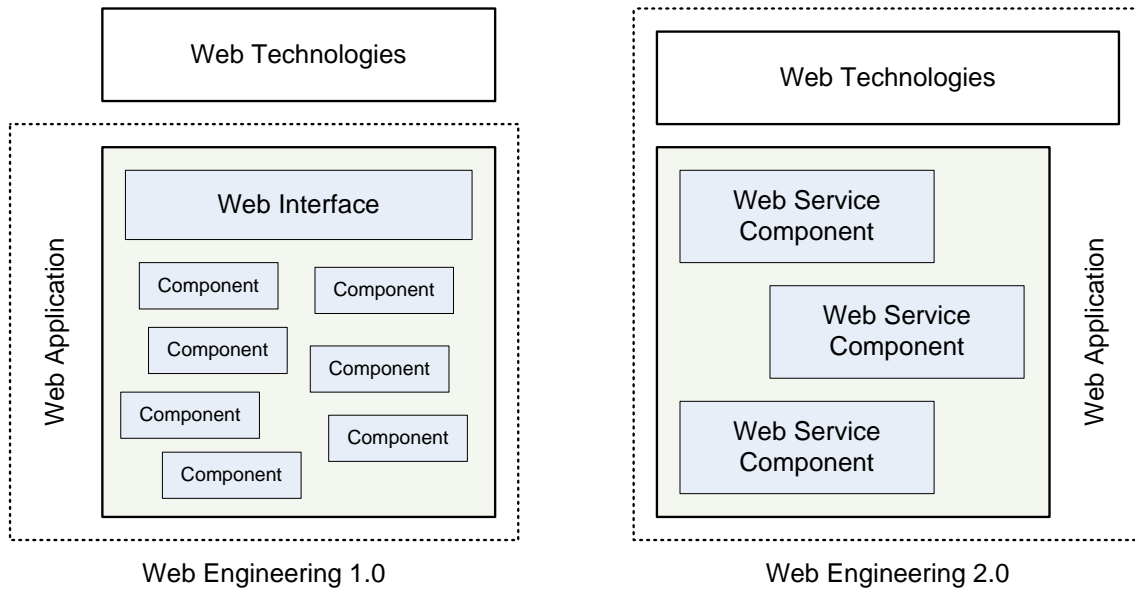 Web Technologies
Web Application
Web Interface
Component
Component
Component
Component
Component
Component
Component
Web Engineering 1.0
Web Technologies
Web Service
Component
Web Service
Component
Web Service
Component
Web Application
Web Engineering 2.0